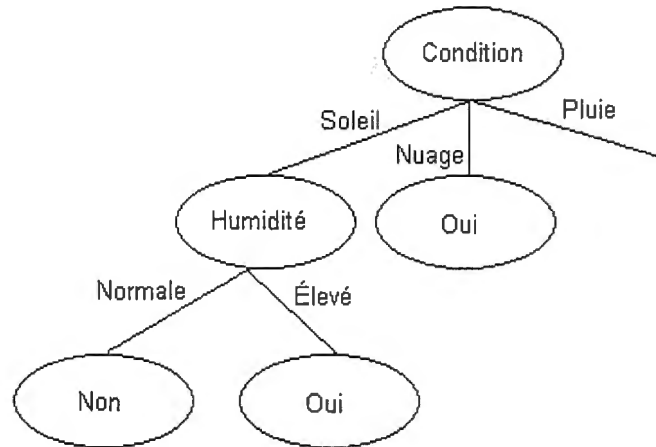 Condition
Soleil
Pluie
Nuage
Humidité
Oui
Normale
Élevé
Non
Oui